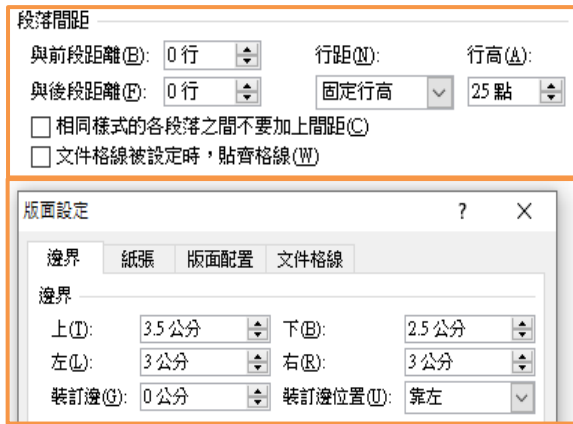 段落間距
與前段距離(B): 0 行 行距(N): 行高(A):
與後段距離(F): 0 行 固定行高 25 點
相同樣式的各段落之間不要加上間距(C)
文件格線被設定時，貼齊格線(W)
版面設定 ? ×
邊界 紙張 版面配置 文件格線
邊界
上(T): 3.5 公分 下(B): 2.5 公分
左(L): 3 公分 右(R): 3 公分
裝訂邊(G): 0 公分 裝訂邊位置(U): 靠左